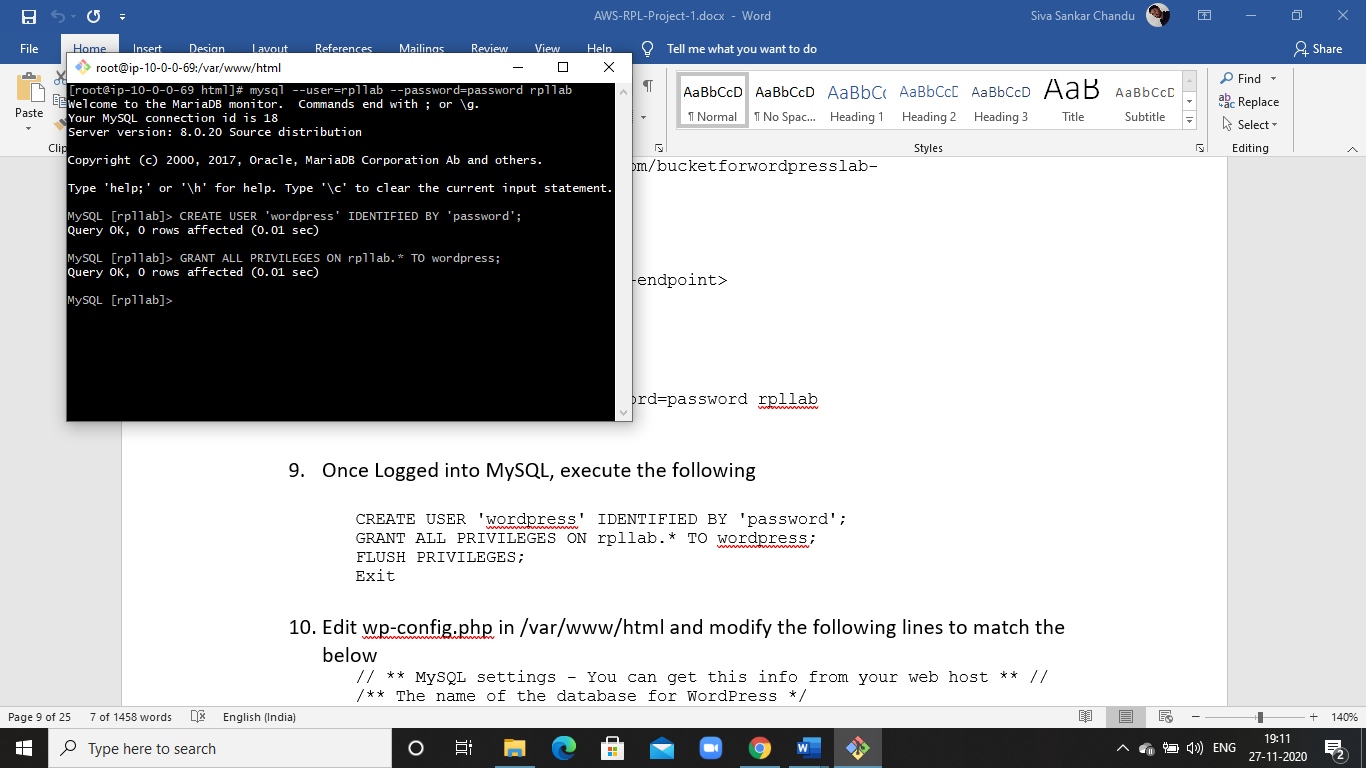 AWS-RPL-Project-1.docx - Word
Siva Sankar Chandu
File Home Insert Design Layout References Mailings Review View Help Tell me what you want to do Share
root@ip-10-0-0-69:/var/www/html
[root@ip-10-0-0-69 html]# mysql --user=rpllab --password=password rpllab
Welcome to the MariaDB monitor.  Commands end with ; or \g.
Your MySQL connection id is 18
Server version: 8.0.20 Source distribution
Copyright (c) 2000, 2017, Oracle, MariaDB Corporation Ab and others.
Type 'help;' or '\h' for help. Type '\c' to clear the current input statement.
MySQL [rpllab]> CREATE USER 'wordpress' IDENTIFIED BY 'password';
Query OK, 0 rows affected (0.01 sec)
MySQL [rpllab]> GRANT ALL PRIVILEGES ON rpllab.* TO wordpress;
Query OK, 0 rows affected (0.01 sec)
MySQL [rpllab]>
Paste
Clip
AaBbCcD AaBbCcD AaBbC AaBbCcC AaBbCcD AaB AaBbCcC
¶ Normal ¶ No Spac... Heading 1 Heading 2 Heading 3 Title Subtitle
Styles
Find
Replace
Select
Editing
om/bucketforwordpresslab-
-endpoint>
ord=password rpllab
9. Once Logged into MySQL, execute the following
CREATE USER 'wordpress' IDENTIFIED BY 'password';
GRANT ALL PRIVILEGES ON rpllab.* TO wordpress;
FLUSH PRIVILEGES;
Exit
10. Edit wp-config.php in /var/www/html and modify the following lines to match the
below
// ** MySQL settings - You can get this info from your web host ** //
/** The name of the database for WordPress */
Page 9 of 25 7 of 1458 words English (India) 140%
Type here to search
ENG
19:11
27-11-2020
2